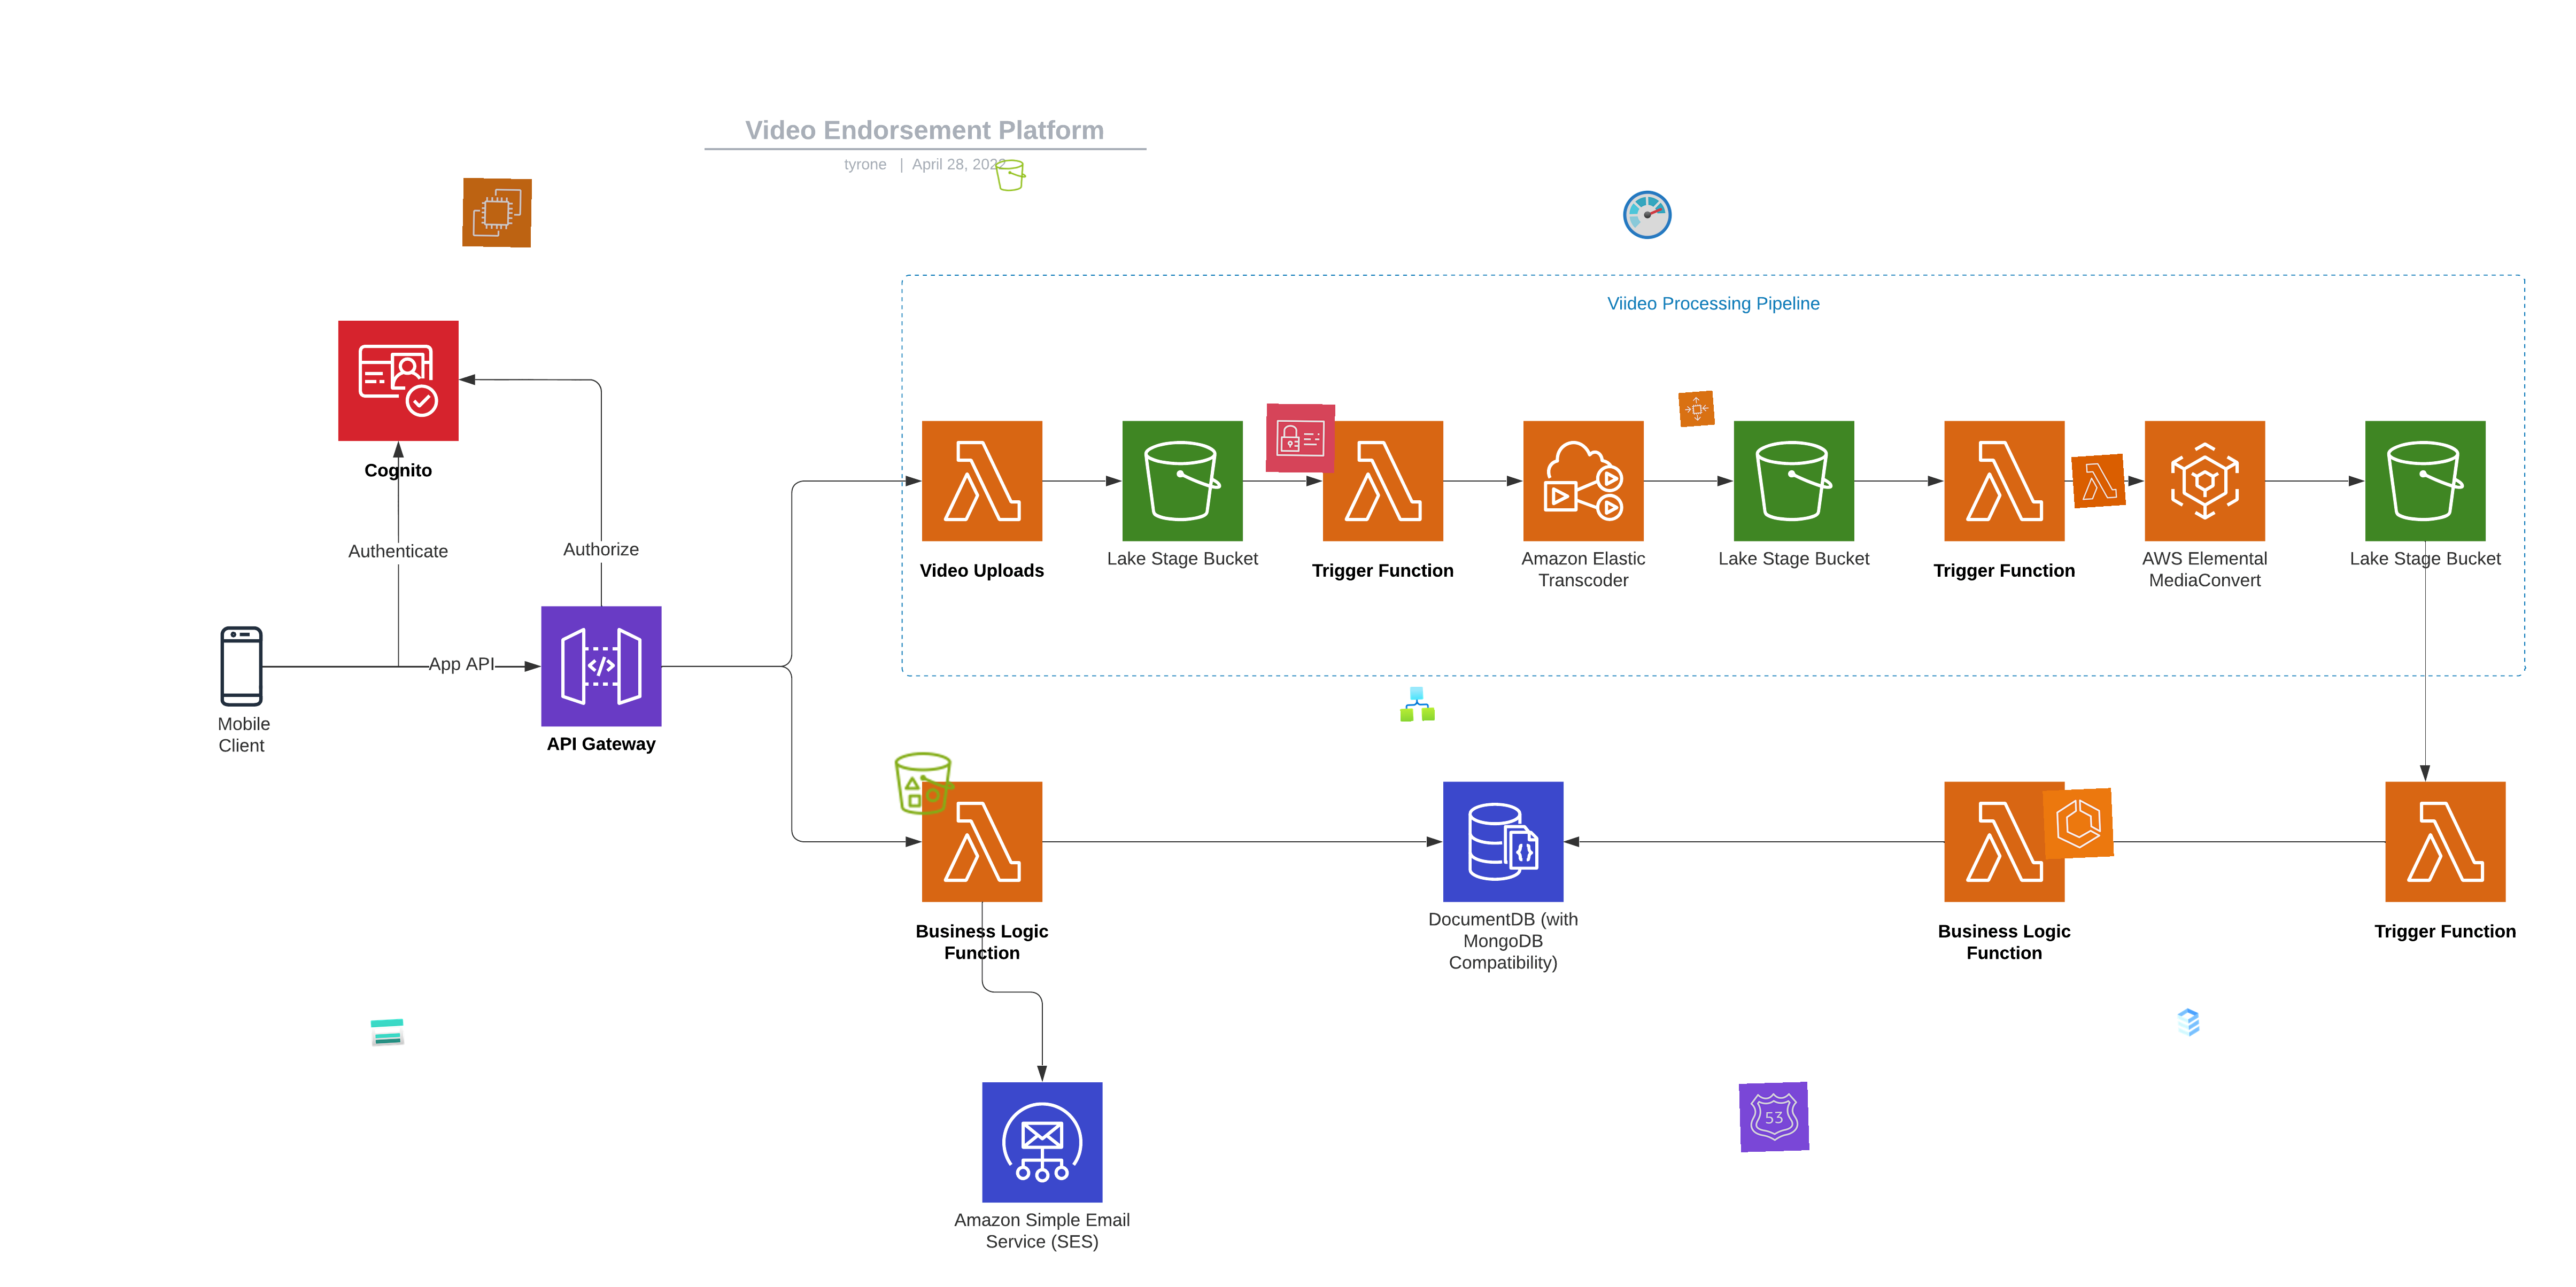 Video Endorsement Platform
tyrone | April 28, 2022
Viideo Processing Pipeline
Cognito
Authenticate
Authorize
Video Uploads
Lake Stage Bucket
Trigger Function
Amazon Elastic
Transcoder
Lake Stage Bucket
Trigger Function
AWS Elemental
MediaConvert
Lake Stage Bucket
App API
Mobile
Client
API Gateway
Business Logic
Function
DocumentDB (with
MongoDB
Compatibility)
Business Logic
Function
Trigger Function
53
Amazon Simple Email
Service (SES)